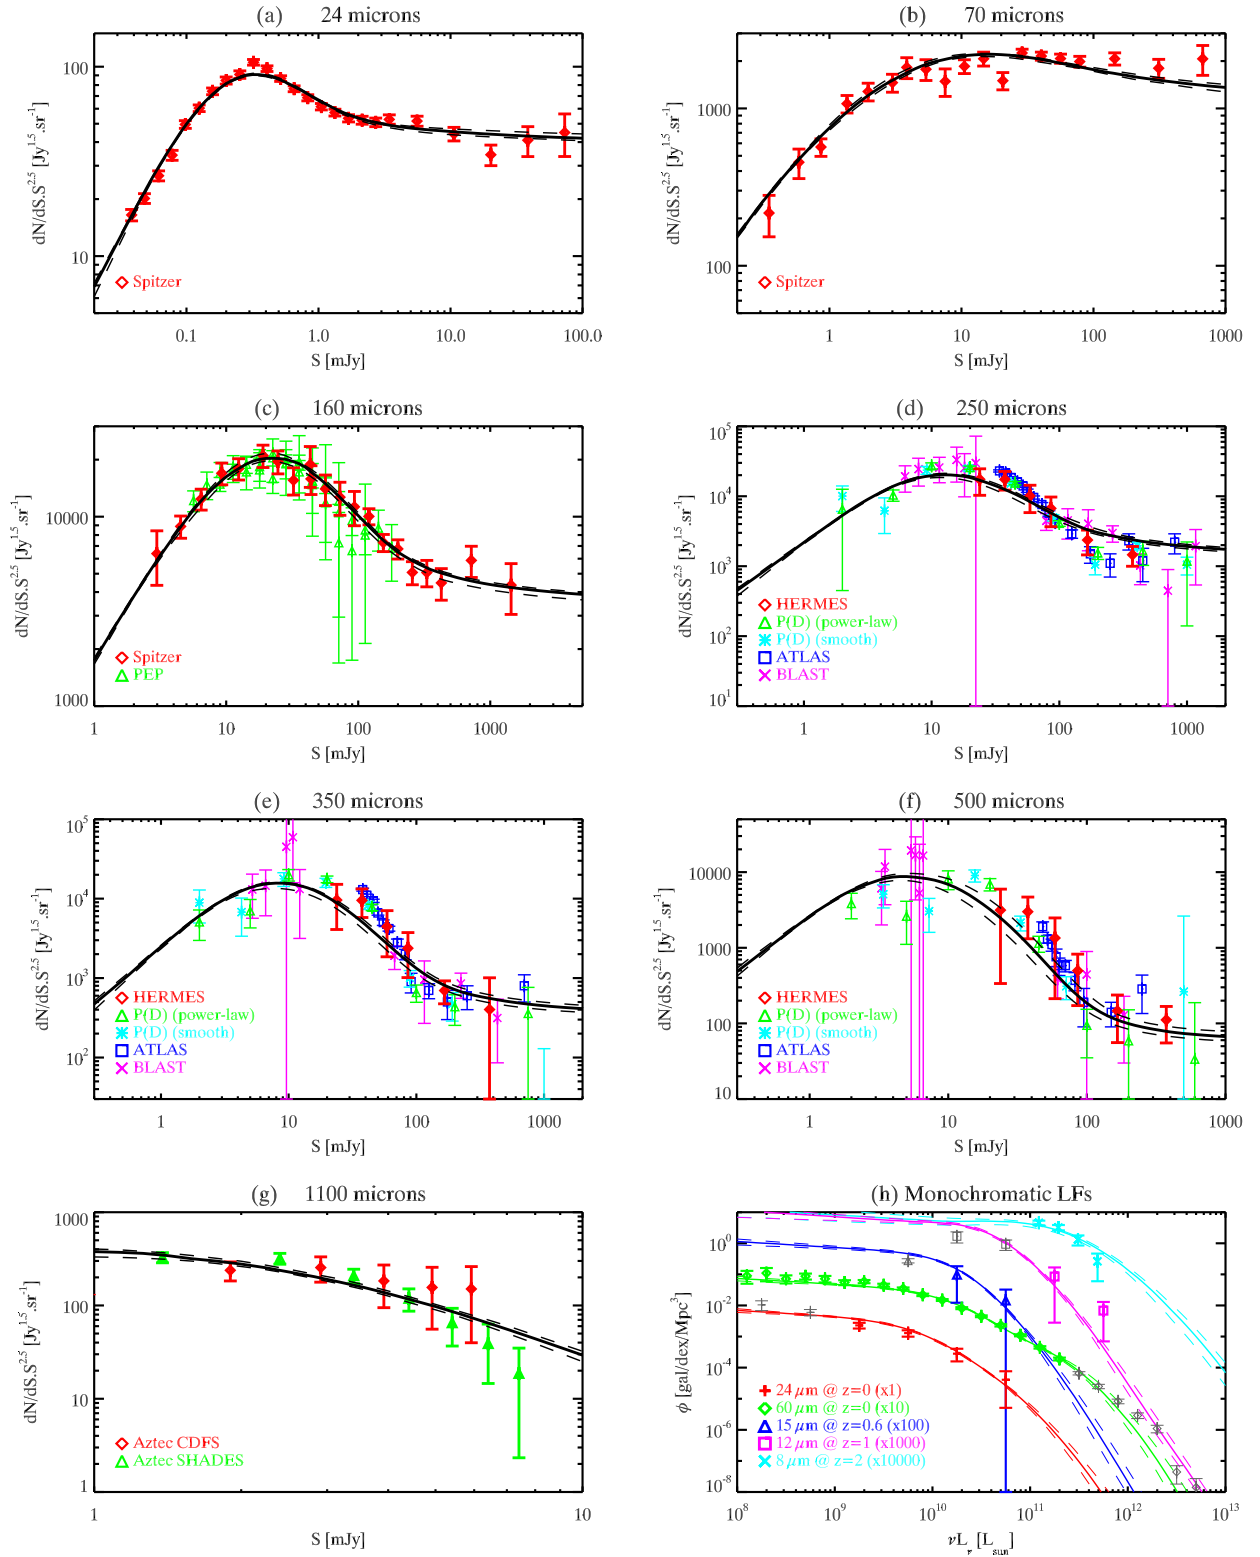 (a) 24 microns
100
10
dN/dS.S^2.5 [Jy^1.5.sr^-1]
Spitzer
0.1 1.0 10.0 100.0
S [mJy]
(b) 70 microns
1000
100
dN/dS.S^2.5 [Jy^1.5.sr^-1]
Spitzer
1 10 100 1000
S [mJy]
(c) 160 microns
10000
1000
dN/dS.S^2.5 [Jy^1.5.sr^-1]
Spitzer
PEP
1 10 100 1000
S [mJy]
(d) 250 microns
10^5
10^4
10^3
10^2
10^1
dN/dS.S^2.5 [Jy^1.5.sr^-1]
HERMES
P(D) (power-law)
P(D) (smooth)
ATLAS
BLAST
1 10 100 1000
S [mJy]
(e) 350 microns
10^5
10^4
10^3
10^2
dN/dS.S^2.5 [Jy^1.5.sr^-1]
HERMES
P(D) (power-law)
P(D) (smooth)
ATLAS
BLAST
1 10 100 1000
S [mJy]
(f) 500 microns
10000
1000
100
10
dN/dS.S^2.5 [Jy^1.5.sr^-1]
HERMES
P(D) (power-law)
P(D) (smooth)
ATLAS
BLAST
1 10 100 1000
S [mJy]
(g) 1100 microns
1000
100
10
1
dN/dS.S^2.5 [Jy^1.5.sr^-1]
Aztec CDFS
Aztec SHADES
1 10
S [mJy]
(h) Monochromatic LFs
10^0
10^-2
10^-4
10^-6
10^-8
ϕ [gal/dex/Mpc^3]
24 μm @ z=0 (x1)
60 μm @ z=0 (x10)
15 μm @ z=0.6 (x100)
12 μm @ z=1 (x1000)
8 μm @ z=2 (x10000)
10^8 10^9 10^10 10^11 10^12 10^13
νL_ν [L_sun]